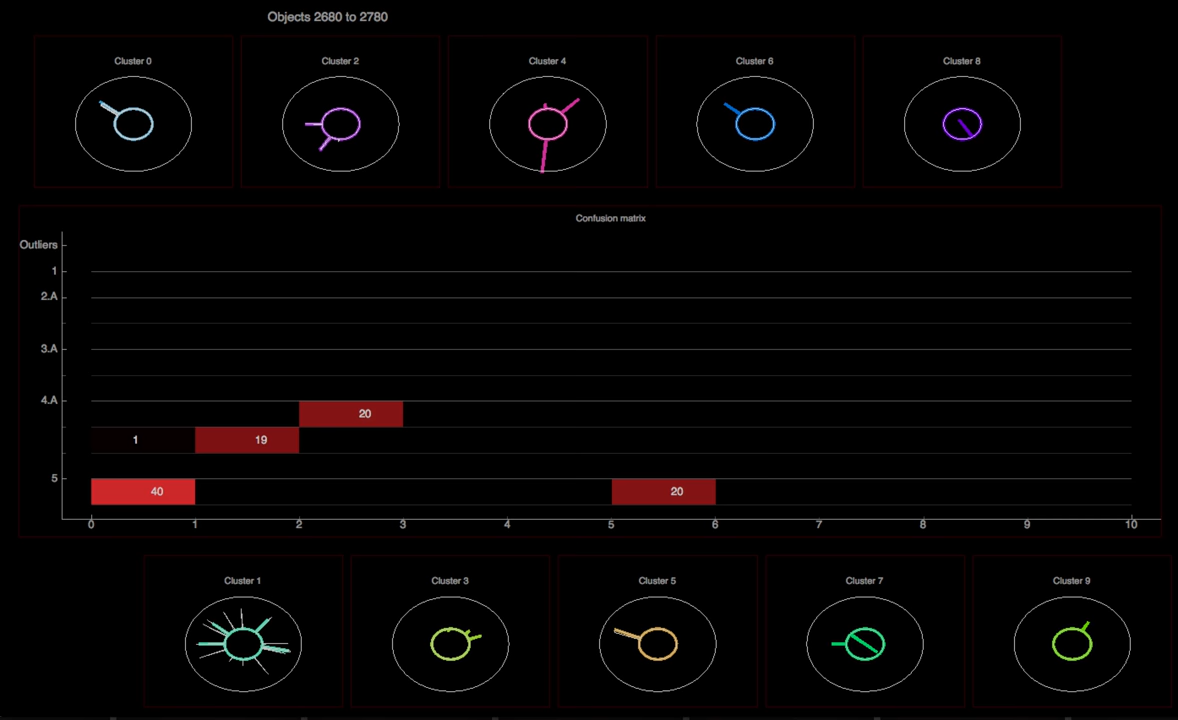 Objects 2680 to 2780
Cluster 0
Cluster 2
Cluster 4
Cluster 6
Cluster 8
Confusion matrix
Outliers
1
2.A
3.A
4.A
20
1 19
5
40 20
0 1 2 3 4 5 6 7 8 9 10
Cluster 1
Cluster 3
Cluster 5
Cluster 7
Cluster 9